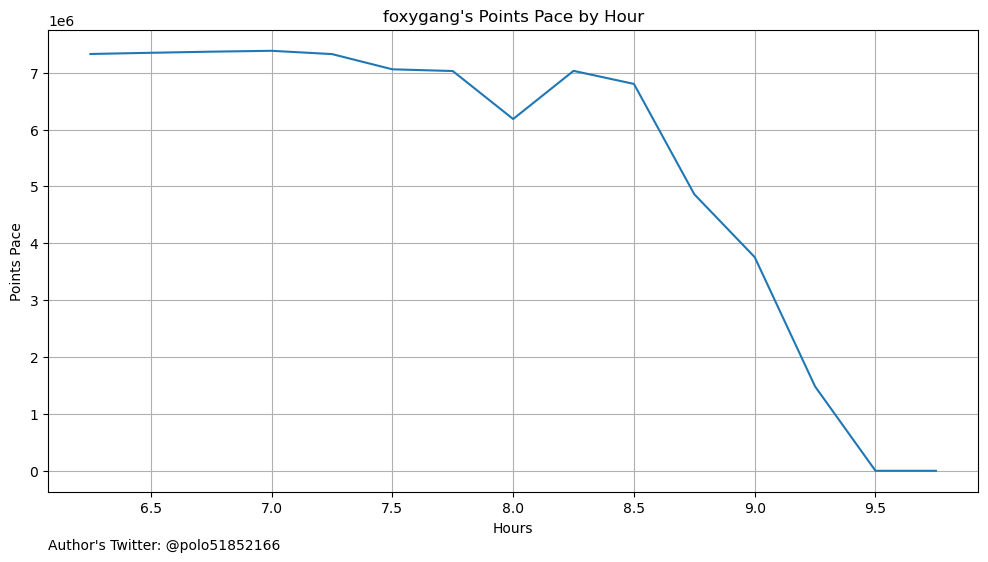 foxygang's Points Pace by Hour
1e6
7
6
5
4
3
2
1
0
Points Pace
6.5 7.0 7.5 8.0 8.5 9.0 9.5
Hours
Author's Twitter: @polo51852166